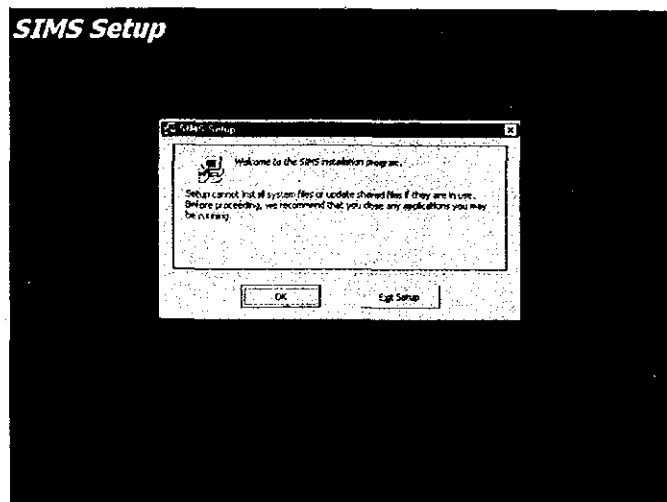 SIMS Setup
SIMS Setup
Welcome to the SIMS installation program.
Setup cannot install system files or update shared files if they are in use.
Before proceeding, we recommend that you close any applications you may
be running.
OK
Exit Setup